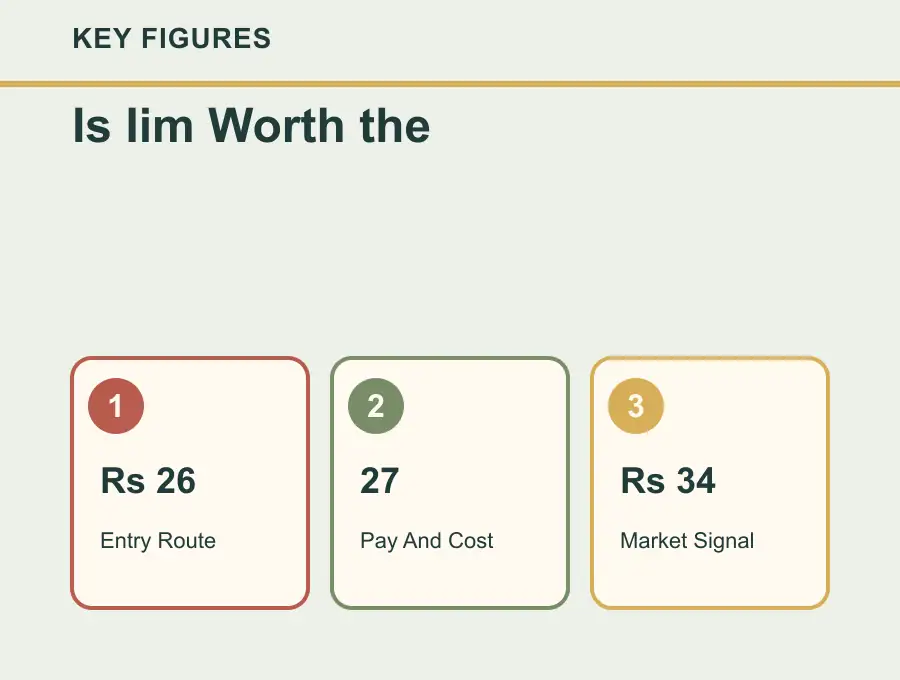 KEY FIGURES
Is lim Worth the
1
2
3
Rs 26
27
Rs 34
Entry Route
Pay And Cost
Market Signal